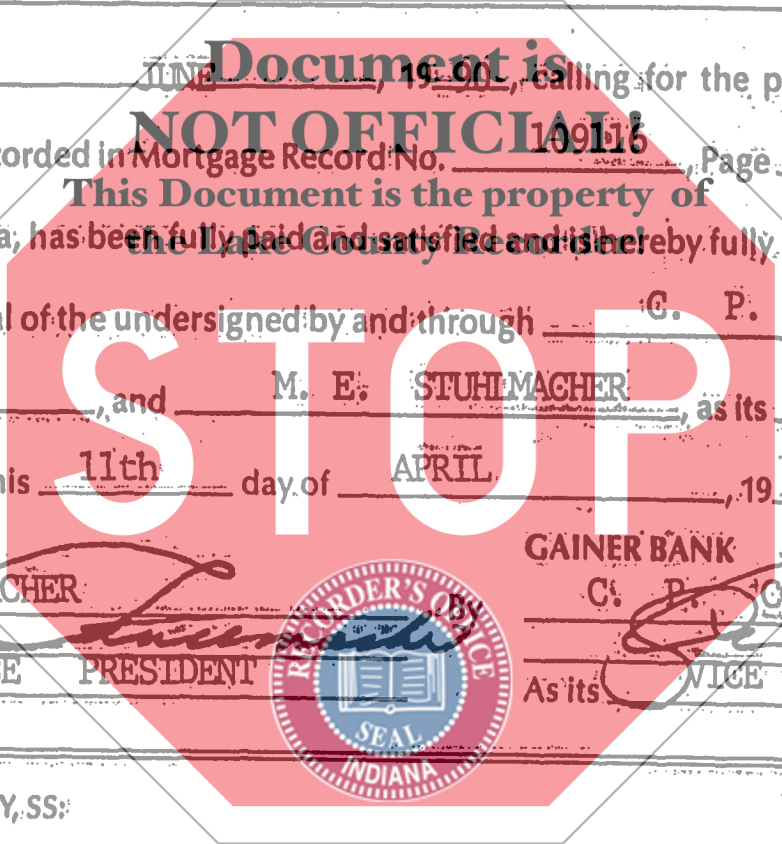 Document is
JUNE, 19 90, calling for the p
NOT OFFICIAL!
corded in Mortgage Record No. 109116, Page
This Document is the property of
a, has been fully paid and satisfied and is hereby fully
the Lake County Recorder!
l of the undersigned by and through C. P.
STOP
, and M. E. STUHLMACHER, as its
is 11th day of APRIL, 19
GAINER BANK
CHER
C. P.
By
E PRESIDENT
As its VICE
RECORDER'S OFFICE
SEAL
INDIANA
Y, SS: